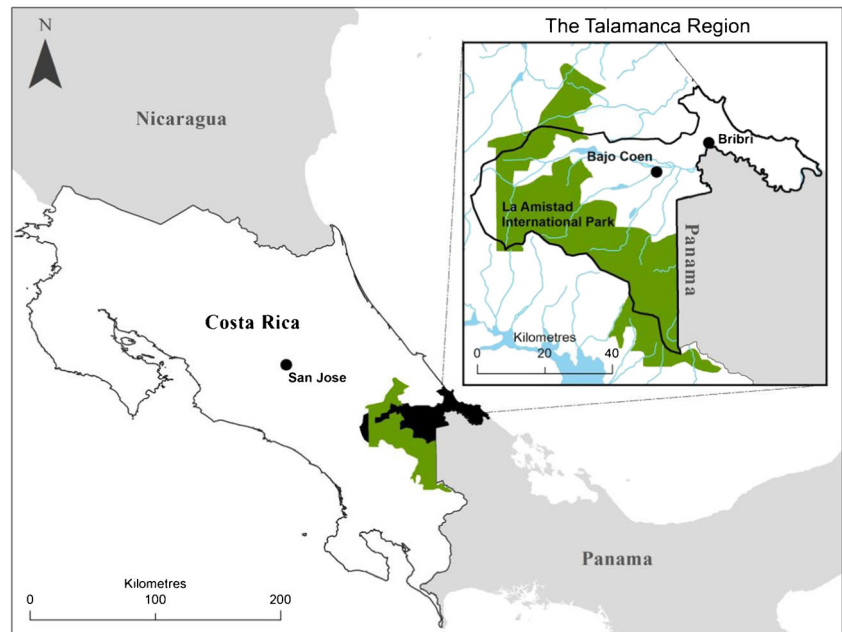 The Talamanca Region
N
Nicaragua
Bribri
Bajo Coen
La Amistad
International Park
Panama
Costa Rica
Kilometres
0 20 40
San Jose
Panama
Kilometres
0 100 200